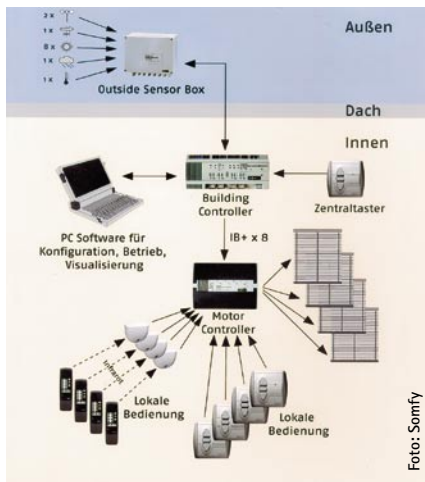 Außen
2 x
1 x
8 x
1 x
1 x
Outside Sensor Box
Dach
Innen
Building
Controller
Zentraltaster
PC Software für
Konfiguration, Betrieb,
Visualisierung
IB+ x 8
Motor
Controller
Infrarot
Lokale
Bedienung
Lokale
Bedienung
Foto: Somfy